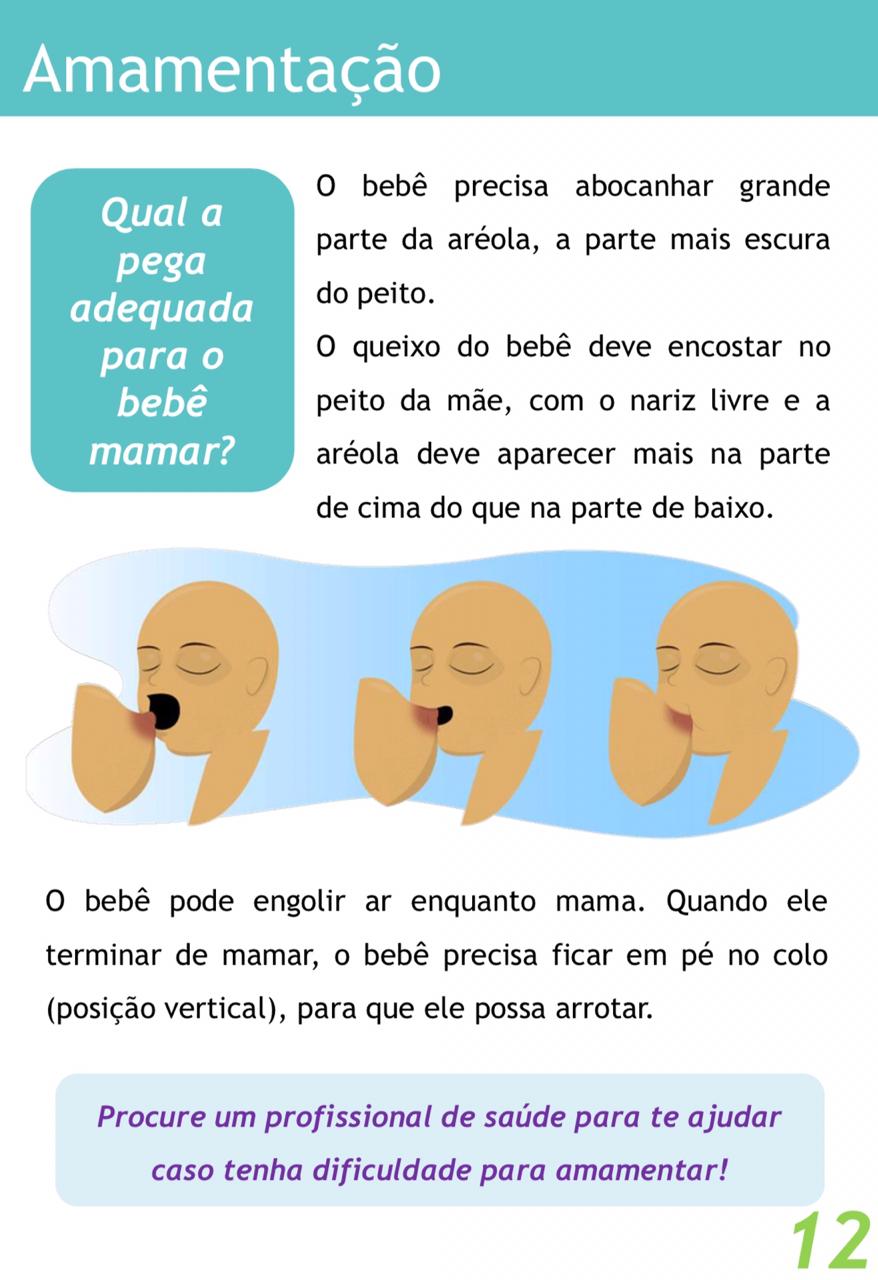 Amamentação
Qual a
pega
adequada
para o
bebê
mamar?
O bebê precisa abocanhar grande
parte da aréola, a parte mais escura
do peito.
O queixo do bebê deve encostar no
peito da mãe, com o nariz livre e a
aréola deve aparecer mais na parte
de cima do que na parte de baixo.
O bebê pode engolir ar enquanto mama. Quando ele
terminar de mamar, o bebê precisa ficar em pé no colo
(posição vertical), para que ele possa arrotar.
Procure um profissional de saúde para te ajudar
caso tenha dificuldade para amamentar!
12